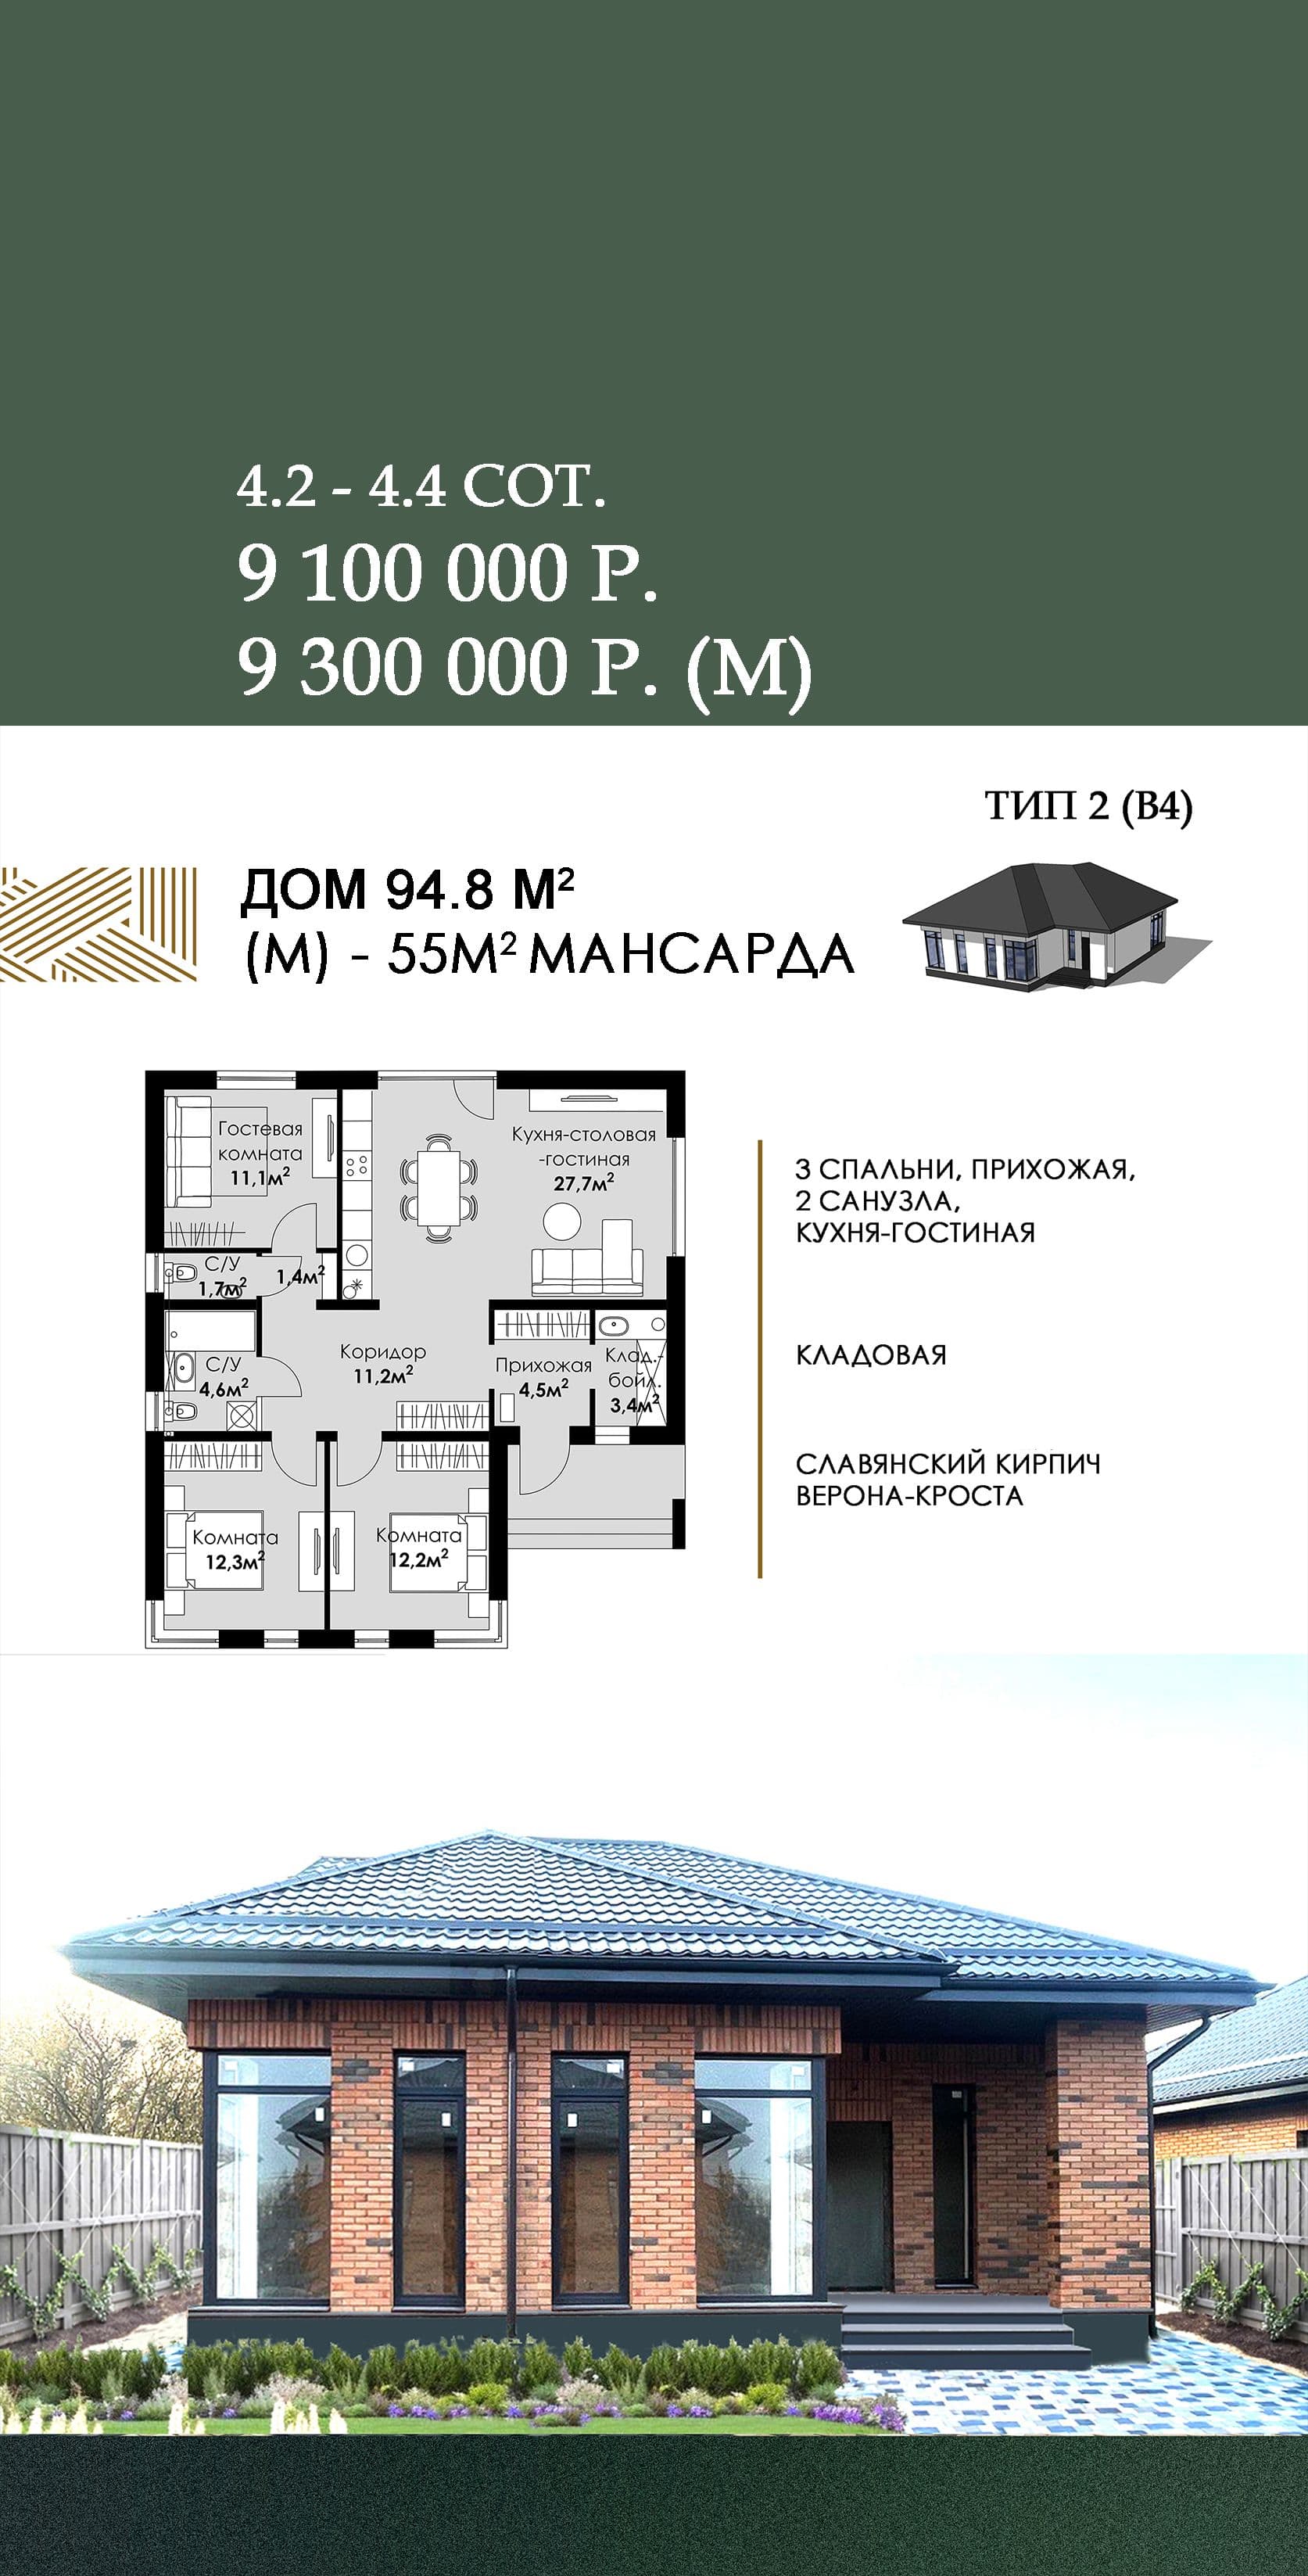 4.2 - 4.4 СОТ.
9 100 000 Р.
9 300 000 Р. (М)
ТИП 2 (В4)
ДОМ 94.8 М²
(М) - 55М² МАНСАРДА
Гостевая
комната
11,1м²
Кухня-столовая
-гостиная
27,7м²
С/У
1,7м²
1,4м²
С/У
4,6м²
Коридор
11,2м²
Прихожая
4,5м²
Клад.-
бойл.
3,4м²
Комната
12,3м²
Комната
12,2м²
3 СПАЛЬНИ, ПРИХОЖАЯ,
2 САНУЗЛА,
КУХНЯ-ГОСТИНАЯ
КЛАДОВАЯ
СЛАВЯНСКИЙ КИРПИЧ
ВЕРОНА-КРОСТА